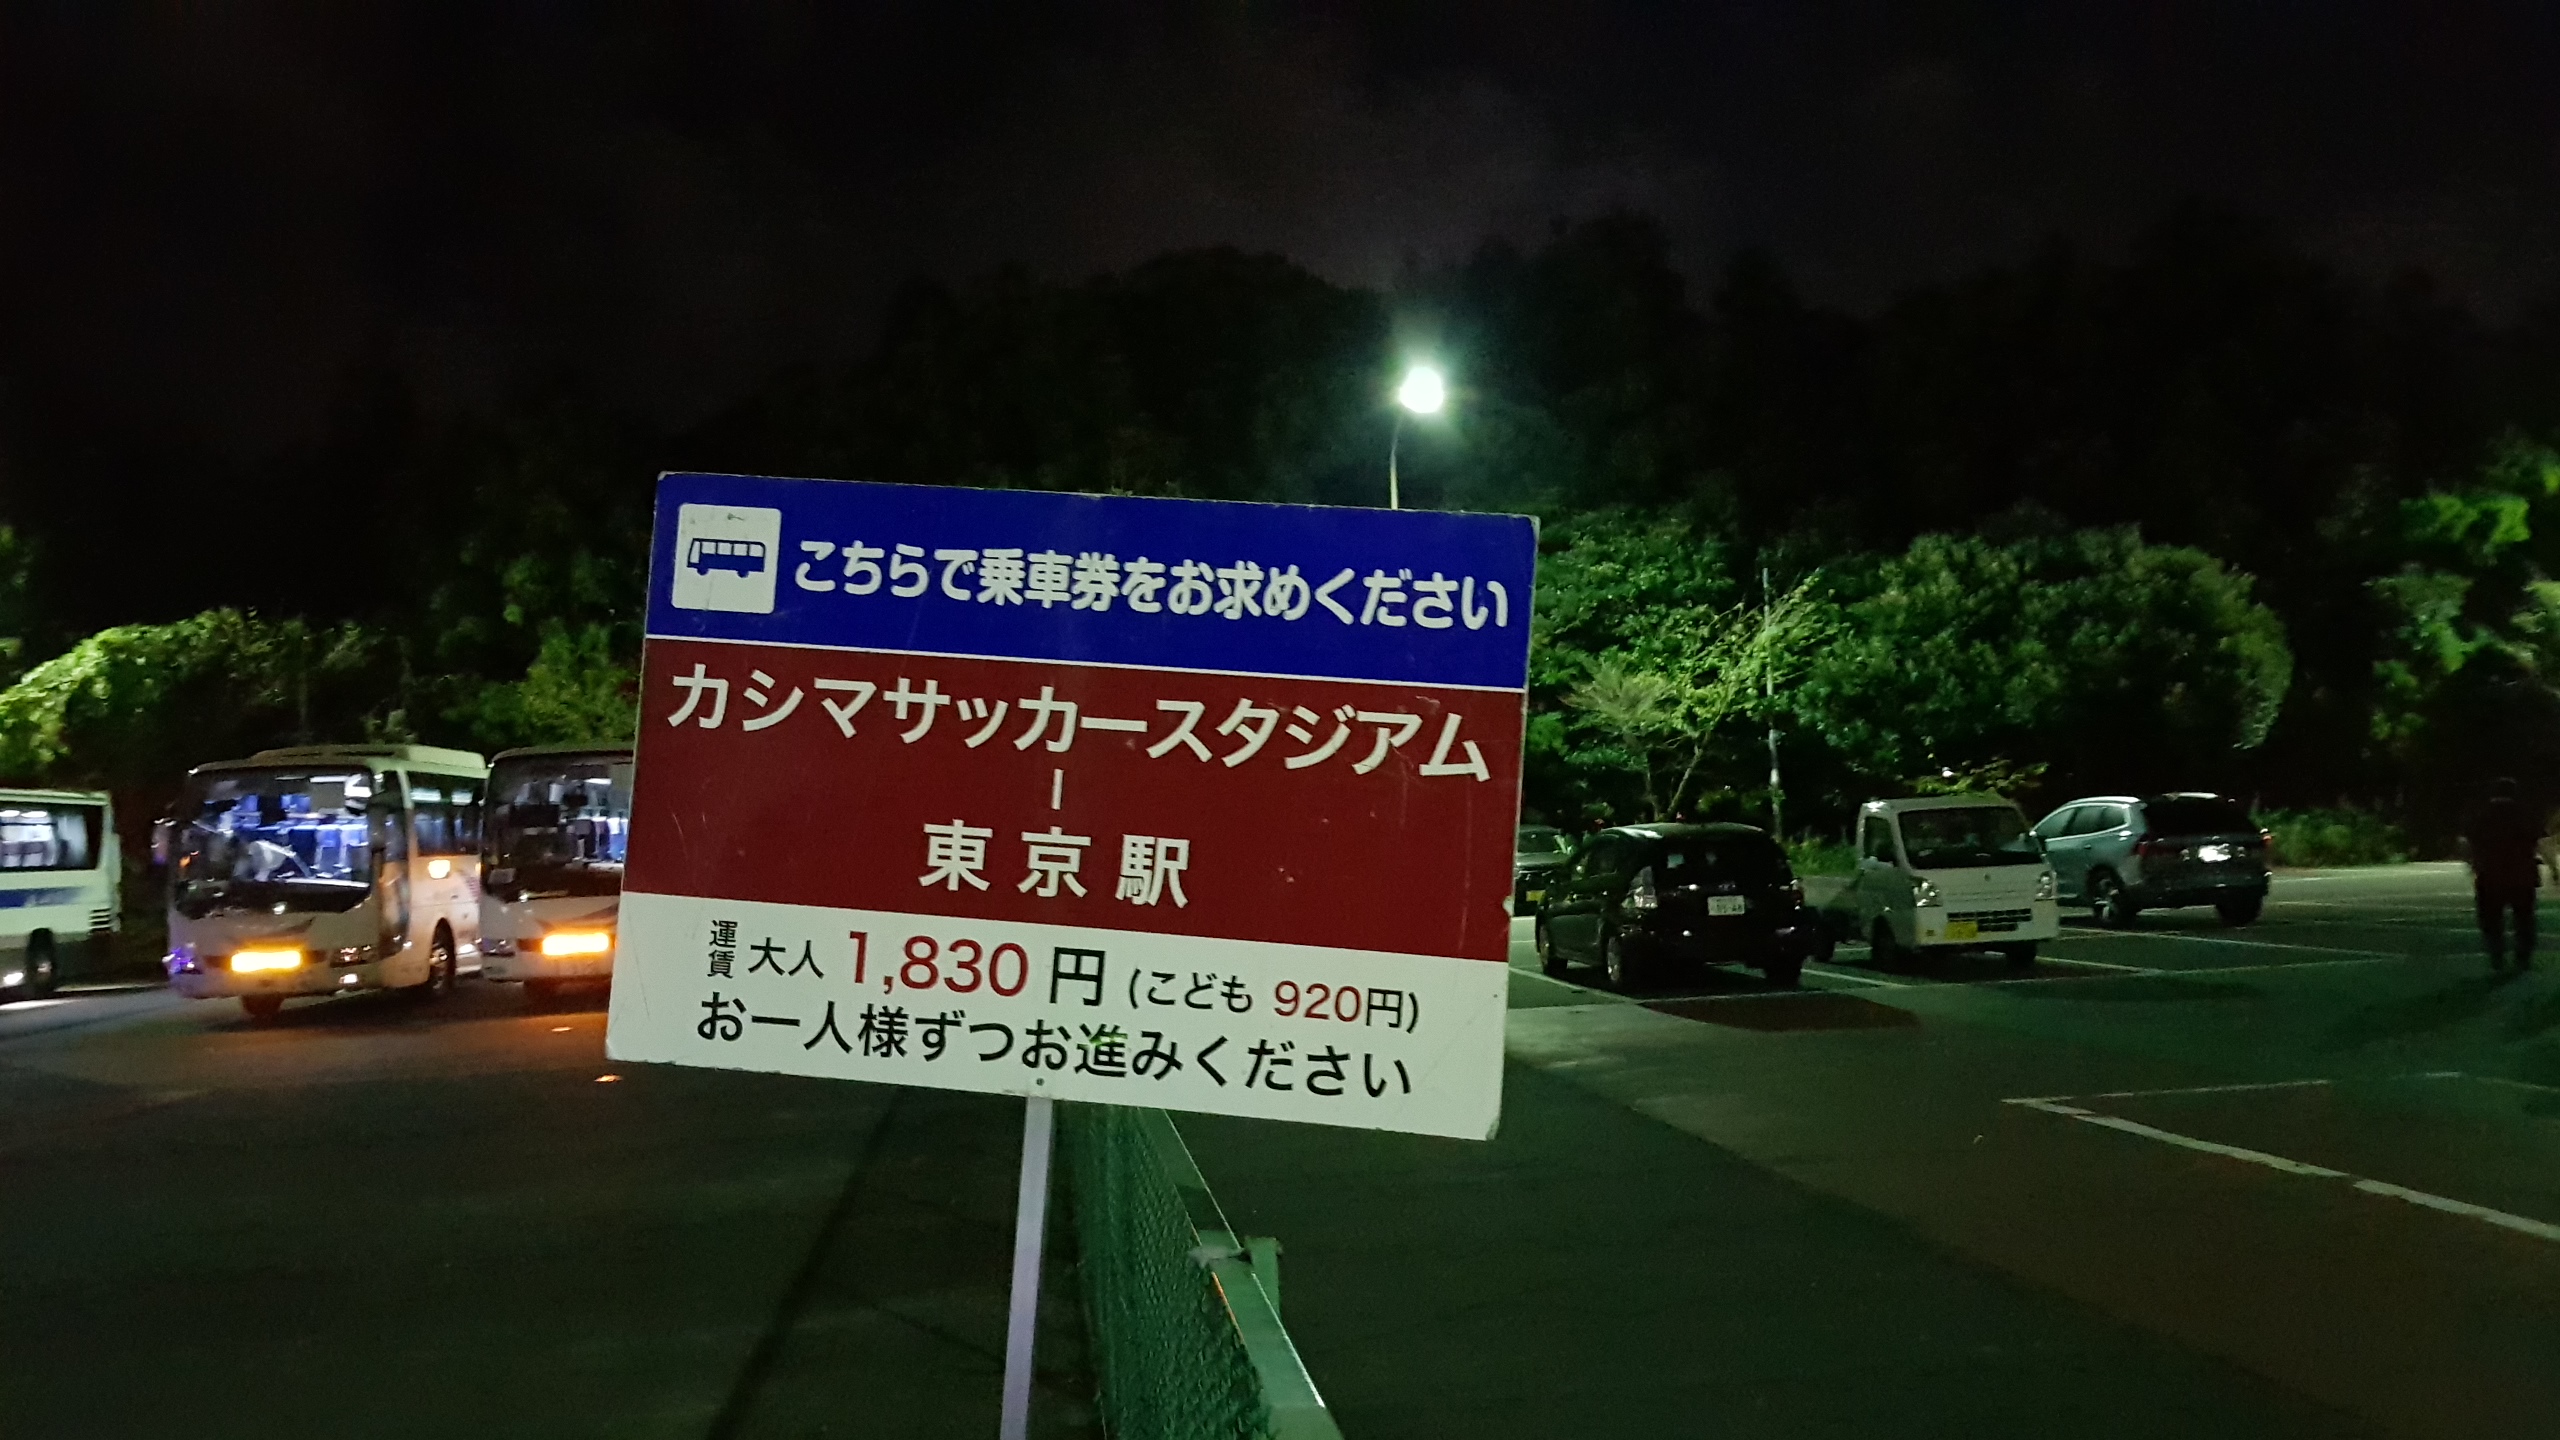 こちらで乗車券をお求めください
カシマサッカースタジアム
ー
東京駅
運賃 大人 1,830円 (こども 920円)
お一人様ずつお進みください